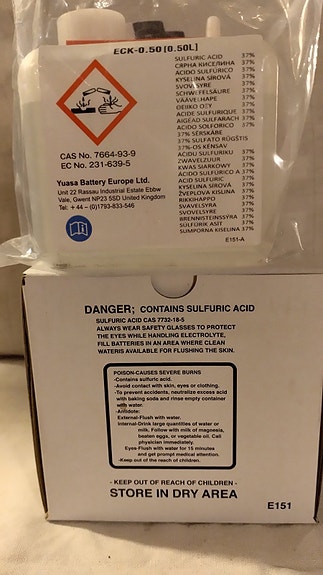 ECK-0.50 [0.50L]
SULFURIC ACID 37%
СЯРНА КИСЕЛИНА 37%
ACIDO SULFURICO 37%
KYSELINA SÍROVÁ 37%
SVOVLSYRE 37%
SCHWEFELSÄURE 37%
VÄÄVELHAPE 37%
ΘΕΙΙΚΟ ΟΞΥ 37%
ACIDE SULFURIQUE 37%
AIGEAD SULFARACH 37%
ACIDO SOLFORICO 37%
37% SĒRSKĀBE
37% SULFATO RŪGŠTIS
37%-OS KÉNSAV
ACIDU SULFURIKU 37%
ZWAVELZUUR 37%
KWAS SIARKOWY 37%
ACIDO SULFURICO A 37%
ACID SULFURIC 37%
KYSELINA SÍROVÁ 37%
ŽVEPLOVA KISLINA 37%
RIKKIHAPPO 37%
SVAVELSYRA 37%
SVOVELSYRE 37%
BRENNISTEINSSÝRA 37%
SÜLFÜRİK ASİT 37%
SUMPORNA KISELINA 37%
CAS No. 7664-93-9
EC No. 231-639-5
Yuasa Battery Europe Ltd.
Unit 22 Rassau Industrial Estate Ebbw
Vale, Gwent NP23 5SD United Kingdom
Tel: + 44 – (0)1793-833-546
E151-A
DANGER; CONTAINS SULFURIC ACID
SULFURIC ACID CAS 7732-18-5
ALWAYS WEAR SAFETY GLASSES TO PROTECT
THE EYES WHILE HANDLING ELECTROLYTE,
FILL BATTERIES IN AN AREA WHERE CLEAN
WATERIS AVAILABLE FOR FLUSHING THE SKIN.
POISON-CAUSES SEVERE BURNS
-Contains sulfuric acid.
-Avoid contact with skin, eyes or clothing.
-To prevent accidents, neutralize excess acid
with baking soda and rinse empty container
with water.
-Antidote:
External-Flush with water.
Internal-Drink large quantities of water or
milk. Follow with milk of magnesia,
beaten eggs, or vegetable oil. Call
physician immediately.
Eyes-Flush with water for 15 minutes
and get prompt medical attention.
-Keep out of the reach of children.
- KEEP OUT OF REACH OF CHILDREN -
STORE IN DRY AREA
E151